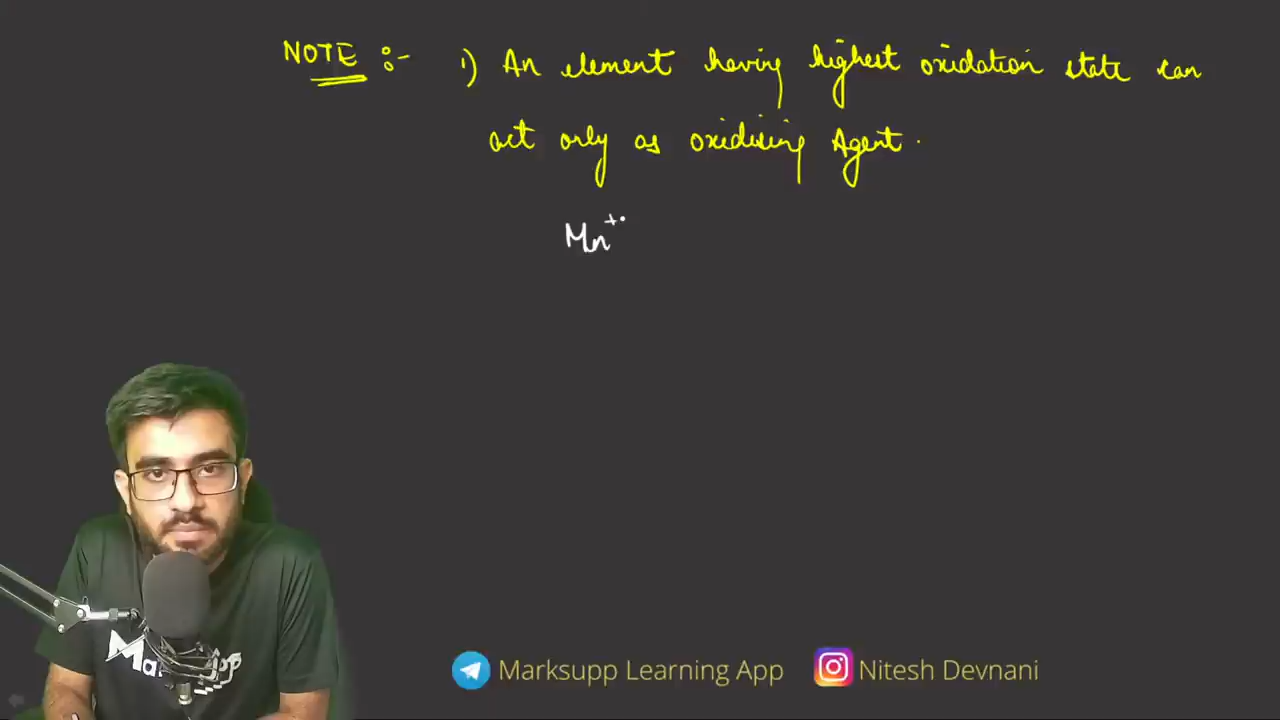 NOTE :- 1) An element having highest oxidation state can
act only as oxidising Agent.
Mn+
Marksupp Learning App Nitesh Devnani